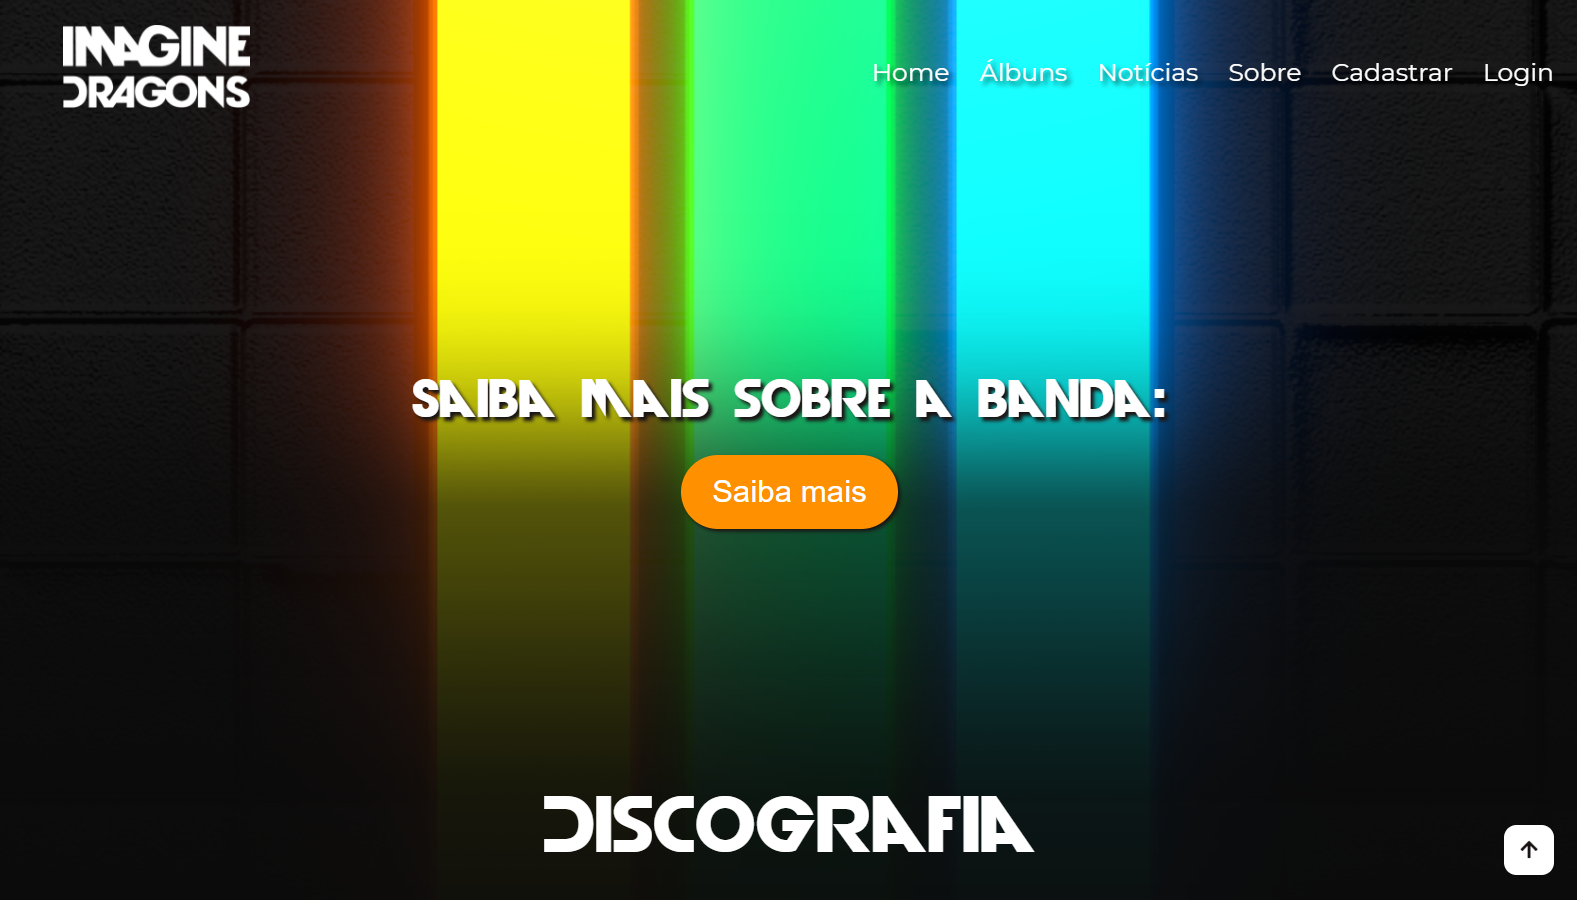 IMAGINE
DRAGONS
Home Álbuns Notícias Sobre Cadastrar Login
SAIBA MAIS SOBRE A BANDA:
Saiba mais
DISCOGRAFIA